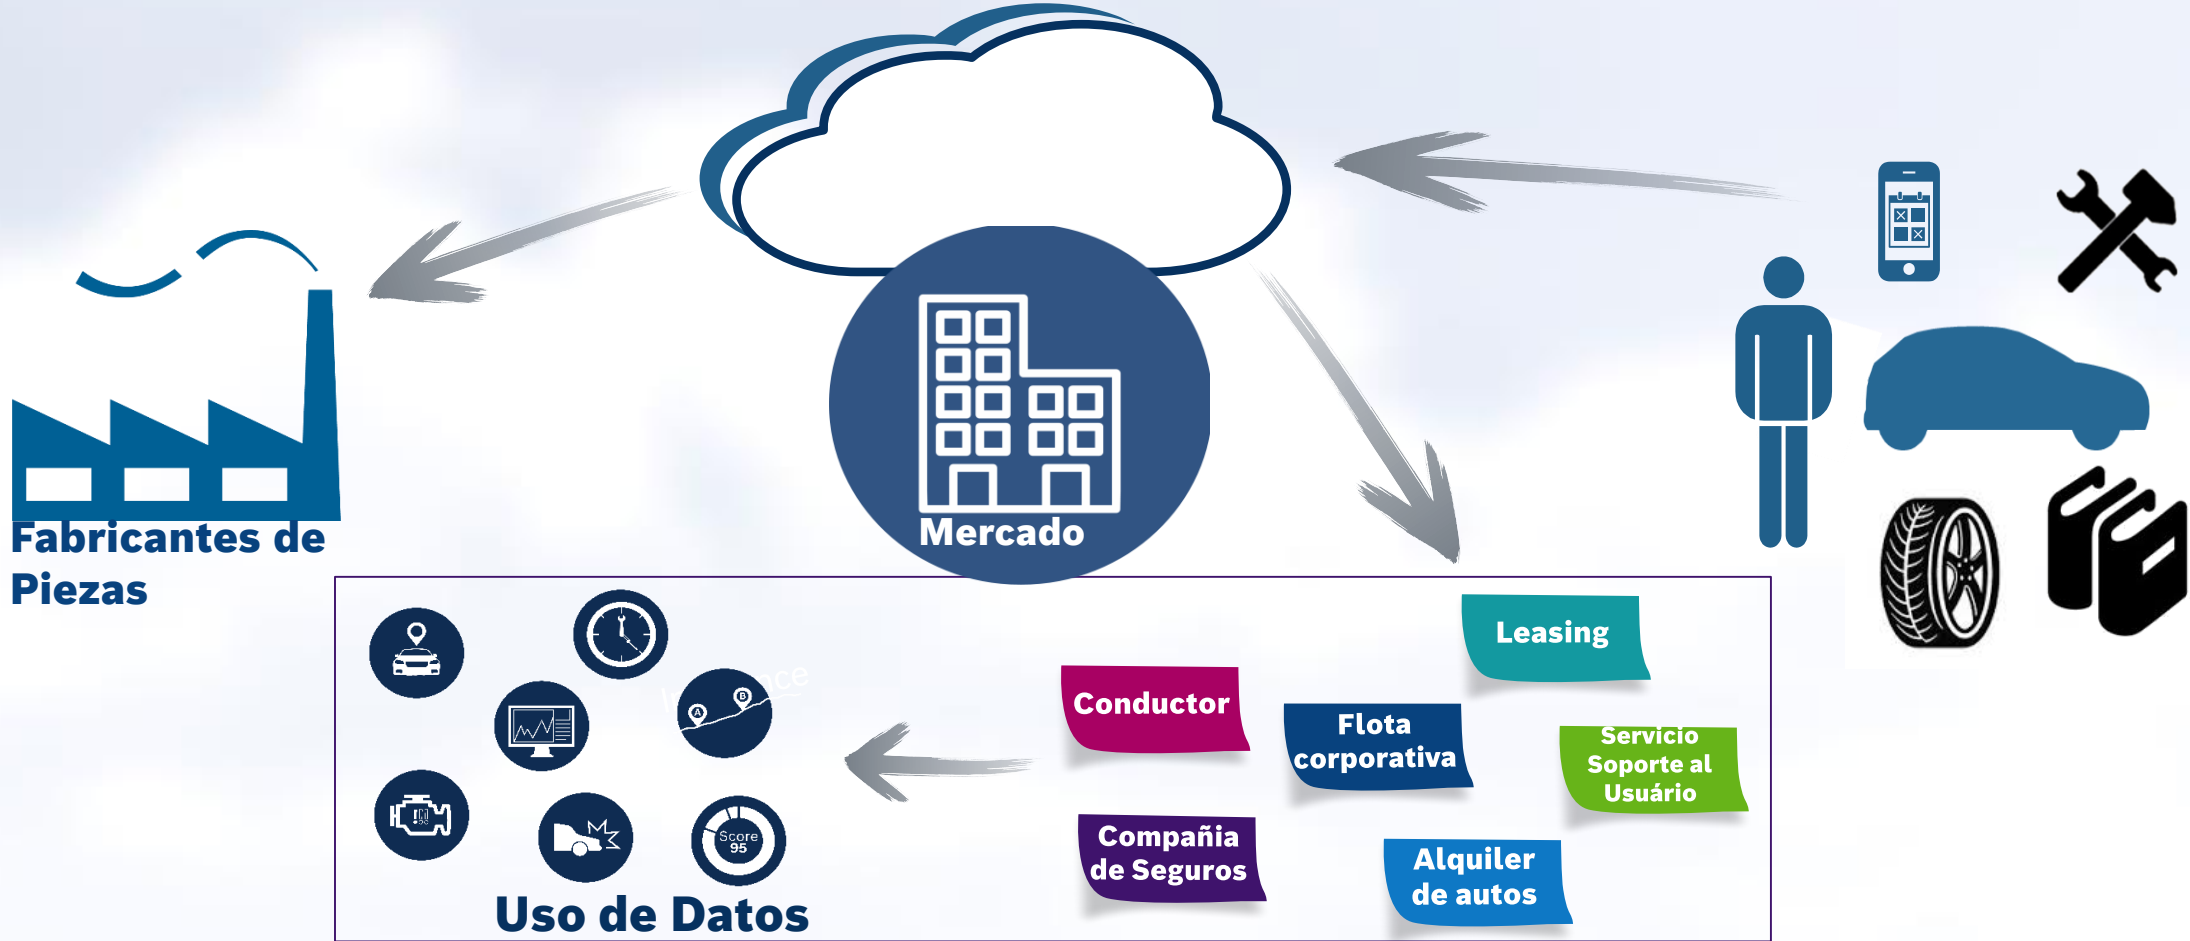 Fabricantes de
Piezas
Mercado
A
B
Score
95
Uso de Datos
Leasing
Conductor
Flota
corporativa
Servicio
Soporte al
Usuário
Compañia
de Seguros
Alquiler
de autos